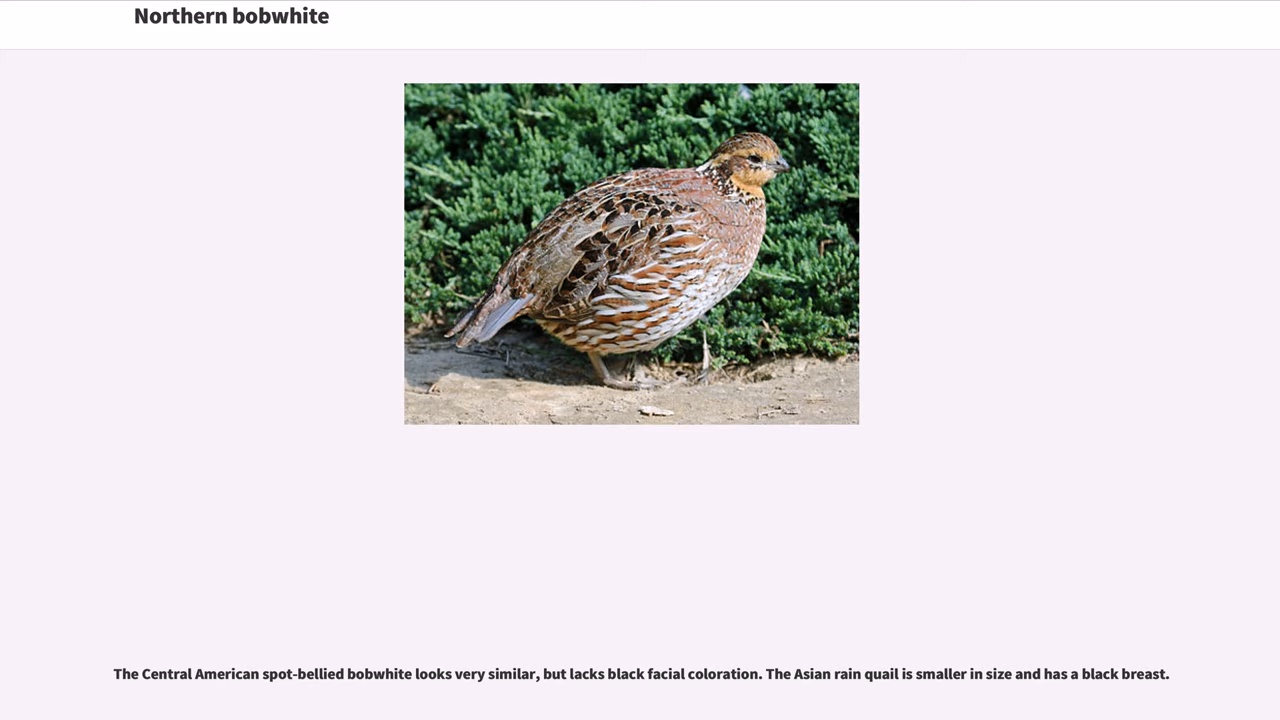 Northern bobwhite
The Central American spot-bellied bobwhite looks very similar, but lacks black facial coloration. The Asian rain quail is smaller in size and has a black breast.